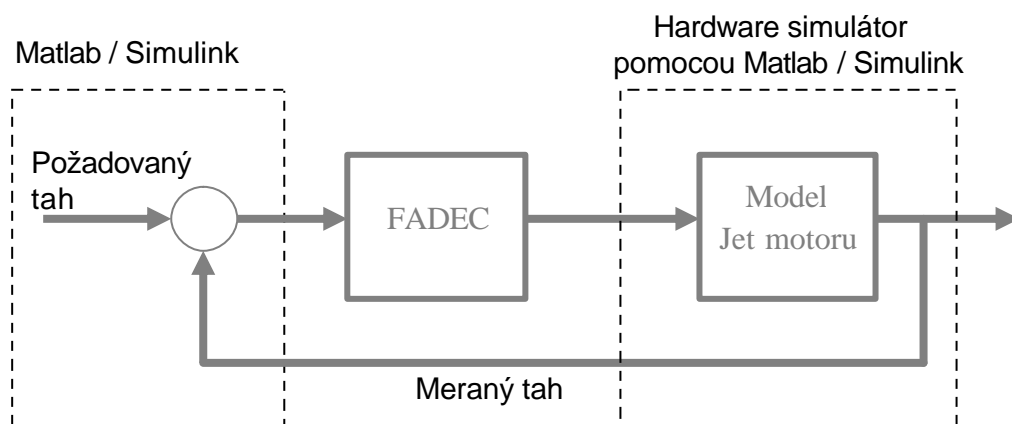 Matlab / Simulink
Hardware simulátor
pomocou Matlab / Simulink
Požadovaný
tah
FADEC
Model
Jet motoru
Meraný tah